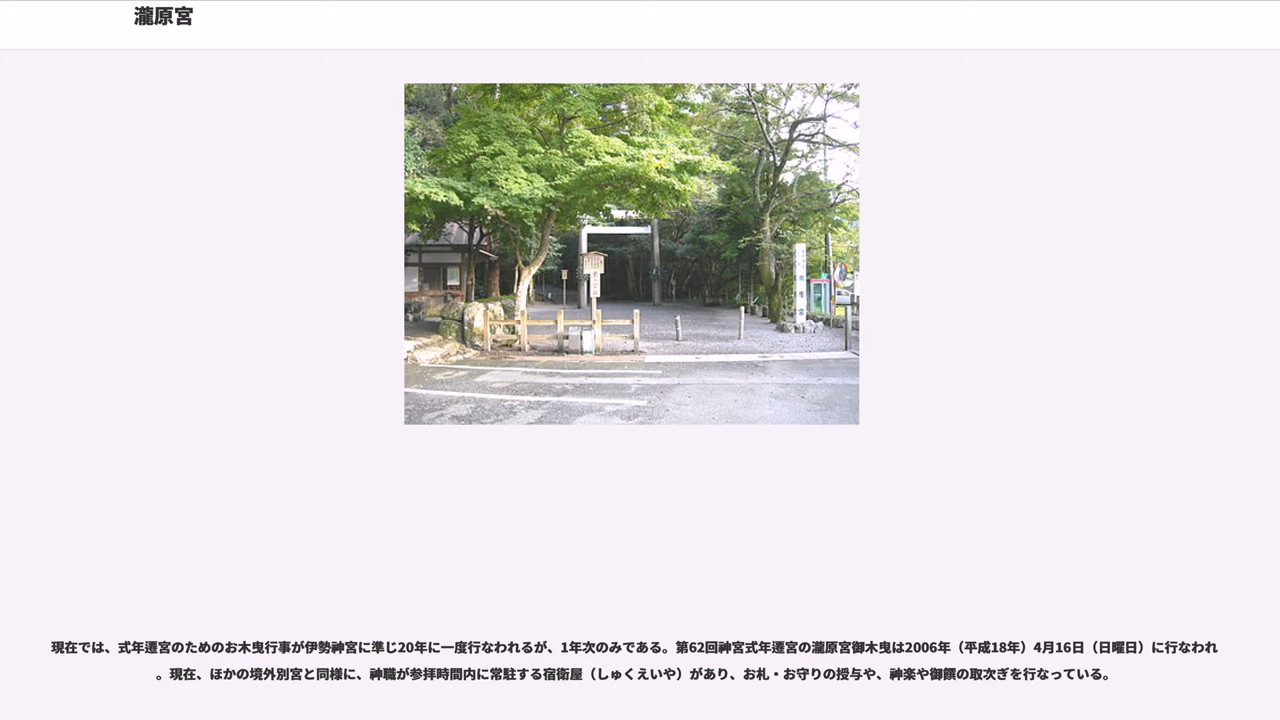 瀧原宮
現在では、式年遷宮のためのお木曳行事が伊勢神宮に準じ20年に一度行なわれるが、1年次のみである。第62回神宮式年遷宮の瀧原宮御木曳は2006年（平成18年）4月16日（日曜日）に行なわれ
。現在、ほかの境外別宮と同様に、神職が参拝時間内に常駐する宿衛屋（しゅくえいや）があり、お札・お守りの授与や、神楽や御饌の取次ぎを行なっている。